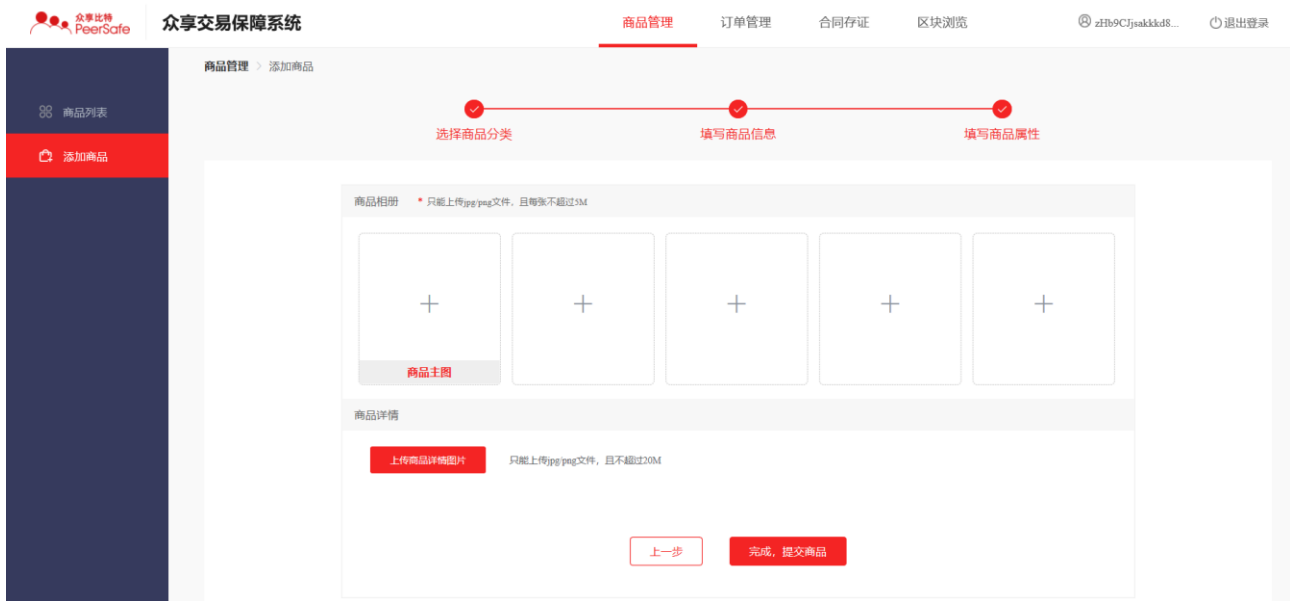 众享比特
PeerSafe
众享交易保障系统
商品管理
订单管理
合同存证
区块浏览
zHb9CJjsakkkd8...
退出登录
商品管理 > 添加商品
商品列表
添加商品
选择商品分类
填写商品信息
填写商品属性
商品相册 * 只能上传jpg/png文件，且每张不超过5M
商品主图
商品详情
上传商品详情图片
只能上传jpg/png文件，且不超过20M
上一步
完成，提交商品